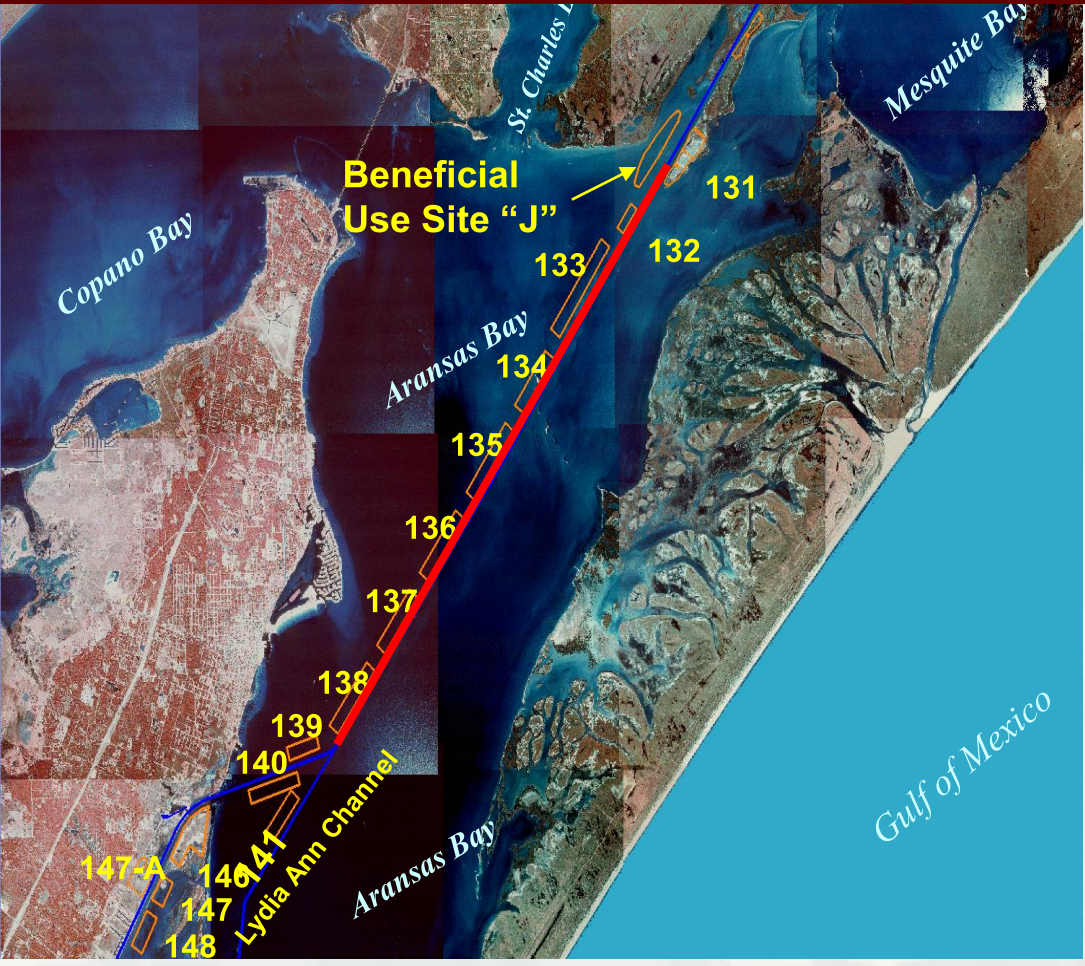 St. Charles
Mesquite Bay
Beneficial
Use Site “J”
131
132
Copano Bay
133
Aransas Bay
134
135
136
137
138
139
140
141
Lydia Ann Channel
Gulf of Mexico
Aransas Bay
147-A
146
147
148